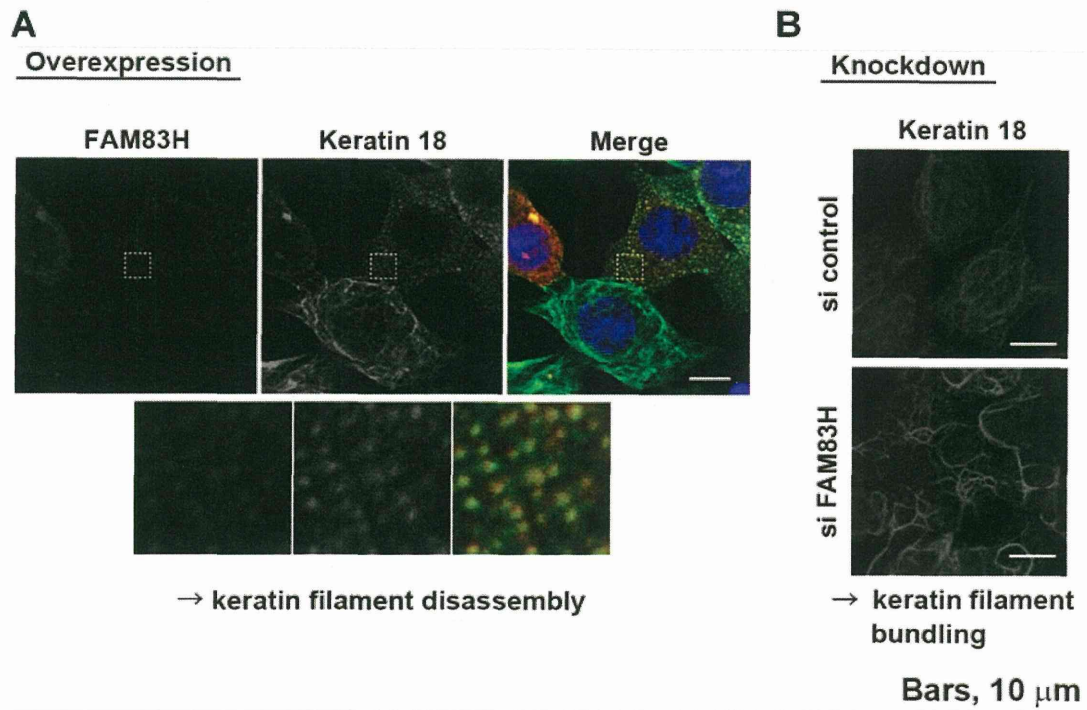 A
Overexpression
FAM83H
Keratin 18
Merge
→ keratin filament disassembly
B
Knockdown
Keratin 18
si control
si FAM83H
→ keratin filament
bundling
Bars, 10 μm